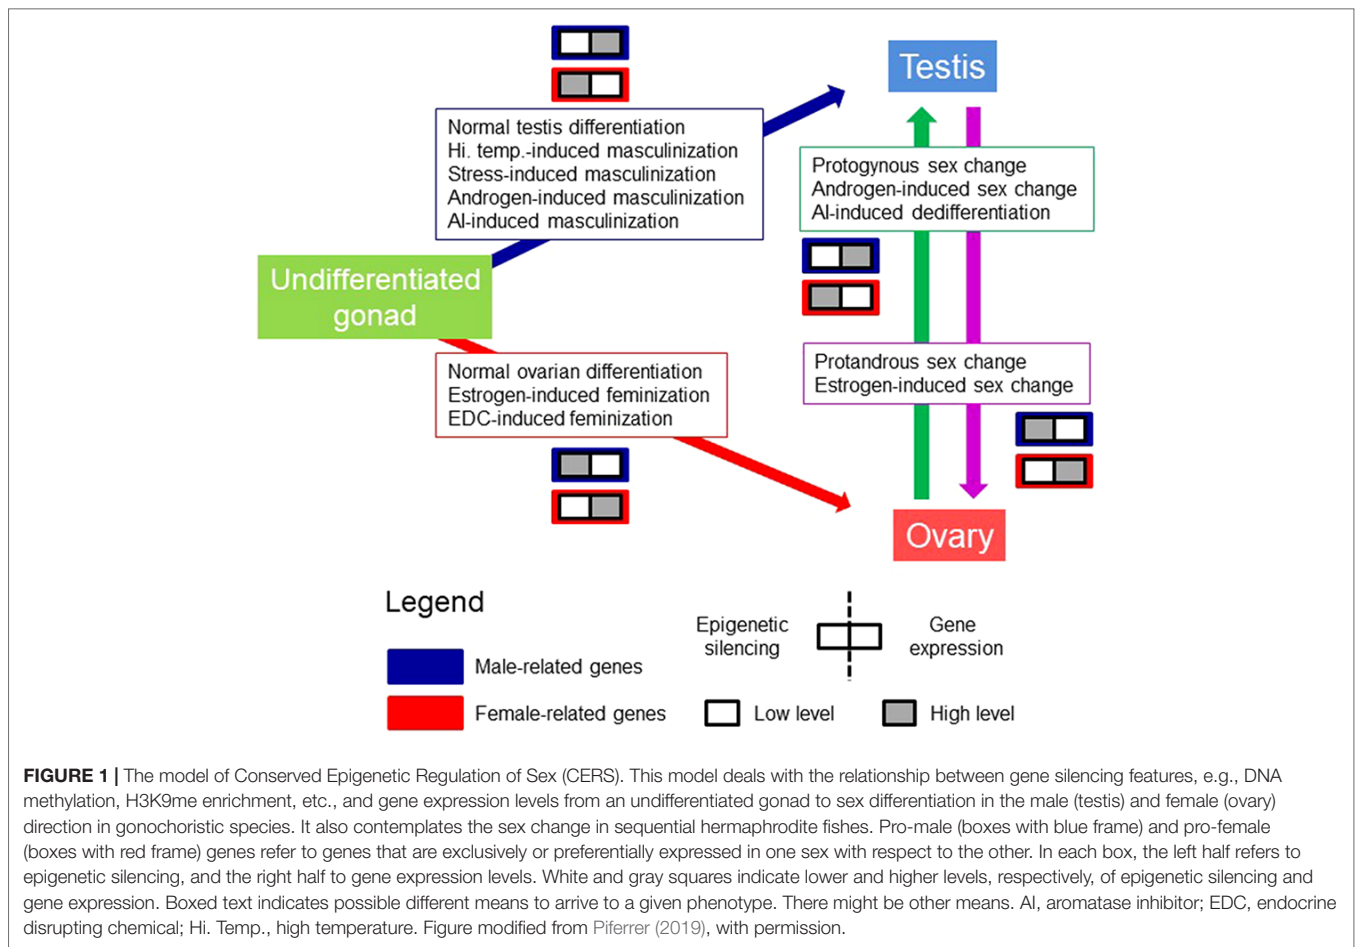 Testis
Normal testis differentiation
Hi. temp.-induced masculinization
Stress-induced masculinization
Androgen-induced masculinization
AI-induced masculinization
Protogynous sex change
Androgen-induced sex change
AI-induced dedifferentiation
Undifferentiated
gonad
Normal ovarian differentiation
Estrogen-induced feminization
EDC-induced feminization
Protandrous sex change
Estrogen-induced sex change
Ovary
Legend
Male-related genes
Female-related genes
Epigenetic
silencing
Gene
expression
Low level
High level
FIGURE 1 | The model of Conserved Epigenetic Regulation of Sex (CERS). This model deals with the relationship between gene silencing features, e.g., DNA
methylation, H3K9me enrichment, etc., and gene expression levels from an undifferentiated gonad to sex differentiation in the male (testis) and female (ovary)
direction in gonochoristic species. It also contemplates the sex change in sequential hermaphrodite fishes. Pro-male (boxes with blue frame) and pro-female
(boxes with red frame) genes refer to genes that are exclusively or preferentially expressed in one sex with respect to the other. In each box, the left half refers to
epigenetic silencing, and the right half to gene expression levels. White and gray squares indicate lower and higher levels, respectively, of epigenetic silencing and
gene expression. Boxed text indicates possible different means to arrive to a given phenotype. There might be other means. AI, aromatase inhibitor; EDC, endocrine
disrupting chemical; Hi. Temp., high temperature. Figure modified from Piferrer (2019), with permission.